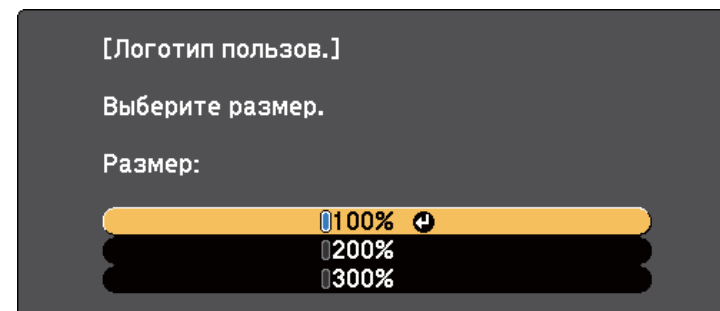 [Логотип пользов.]
Выберите размер.
Размер:
100%
200%
300%